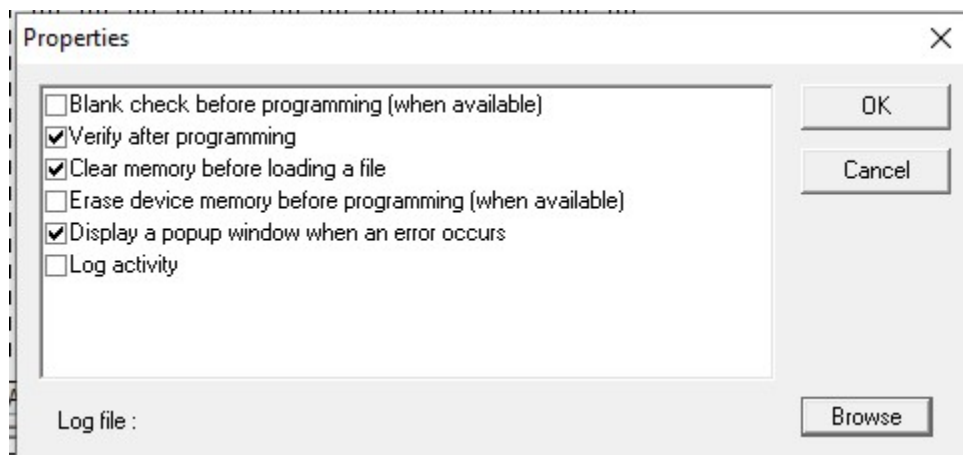 Properties
Blank check before programming (when available)
Verify after programming
Clear memory before loading a file
Erase device memory before programming (when available)
Display a popup window when an error occurs
Log activity
OK
Cancel
Log file :
Browse